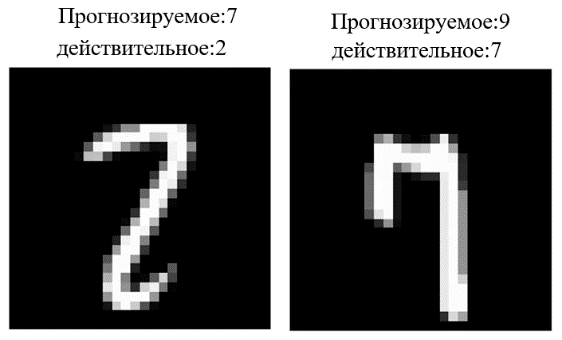 Прогнозируемое:7
действительное:2
Прогнозируемое:9
действительное:7